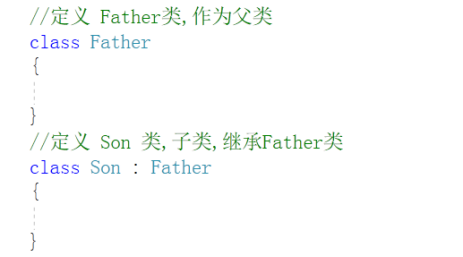 //定义 Father类,作为父类
class Father
{
}
//定义 Son 类,子类,继承Father类
class Son : Father
{
}